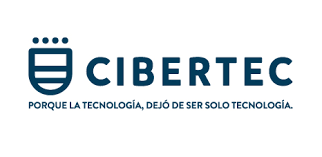 CIBERTEC
PORQUE LA TECNOLOGÍA, DEJÓ DE SER SOLO TECNOLOGÍA.